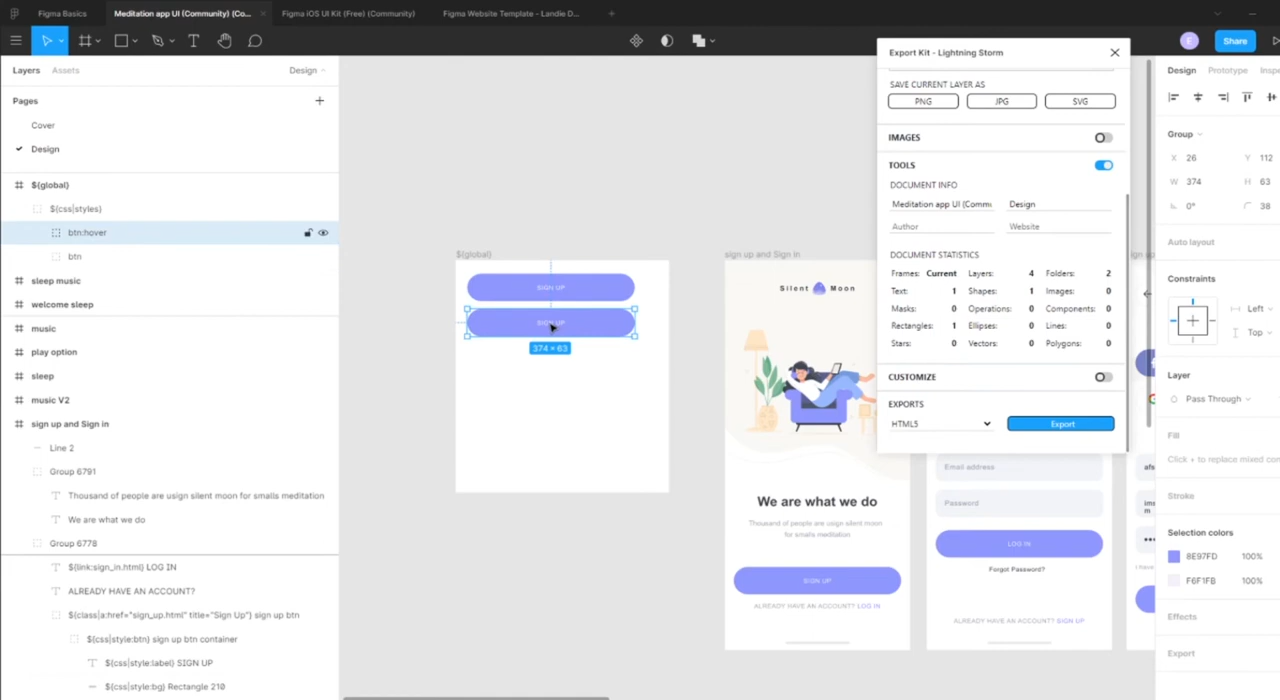 Figma Basics
Meditation app UI (Community) (Co...
Figma iOS UI Kit (Free) (Community)
Figma Website Template - Landie D...
E
Share
Layers
Assets
Design
Pages
Cover
Design
${global}
${css|styles}
btn:hover
btn
sleep music
welcome sleep
music
play option
sleep
music V2
sign up and Sign in
Line 2
Group 6791
Thousand of people are usign silent moon for smalls meditation
We are what we do
Group 6778
${link:sign_in.html} LOG IN
ALREADY HAVE AN ACCOUNT?
${class|a:href="sign_up.html" title="Sign Up"} sign up btn
${css|style:btn} sign up btn container
${css|style:label} SIGN UP
${css|style:bg} Rectangle 210
${global}
SIGN UP
SIGN UP
374 × 63
sign up and Sign in
Silent Moon
We are what we do
Thousand of people are usign silent moon
for smalls meditation
SIGN UP
ALREADY HAVE AN ACCOUNT? LOG IN
Email address
Password
LOG IN
Forgot Password?
ALREADY HAVE AN ACCOUNT? SIGN UP
Export Kit - Lightning Storm
SAVE CURRENT LAYER AS
PNG
JPG
SVG
IMAGES
TOOLS
DOCUMENT INFO
Meditation app UI (Commu
Design
Author
Website
DOCUMENT STATISTICS
Frames: Current Layers: 4 Folders: 2
Text: 1 Shapes: 1 Images: 0
Masks: 0 Operations: 0 Components: 0
Rectangles: 1 Ellipses: 0 Lines: 0
Stars: 0 Vectors: 0 Polygons: 0
CUSTOMIZE
EXPORTS
HTML5
Export
Design
Prototype
Inspe
Group
X 26
Y 112
W 374
H 63
0°
38
Auto layout
Constraints
Left
Top
Layer
Pass Through
Fill
Click + to replace mixed con
Stroke
Selection colors
8E97FD 100%
F6F1FB 100%
Effects
Export